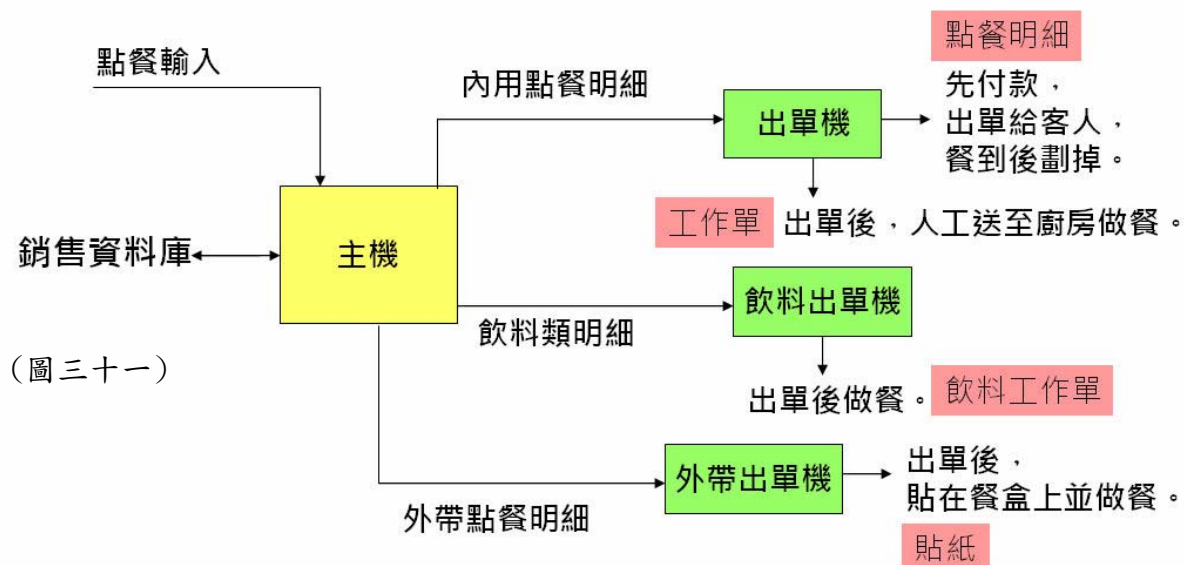 點餐輸入
內用點餐明細
出單機
點餐明細
先付款，
出單給客人，
餐到後劃掉。
工作單
出單後，人工送至廚房做餐。
銷售資料庫
主機
飲料類明細
飲料出單機
出單後做餐。
飲料工作單
（圖三十一）
外帶點餐明細
外帶出單機
出單後，
貼在餐盒上並做餐。
貼紙